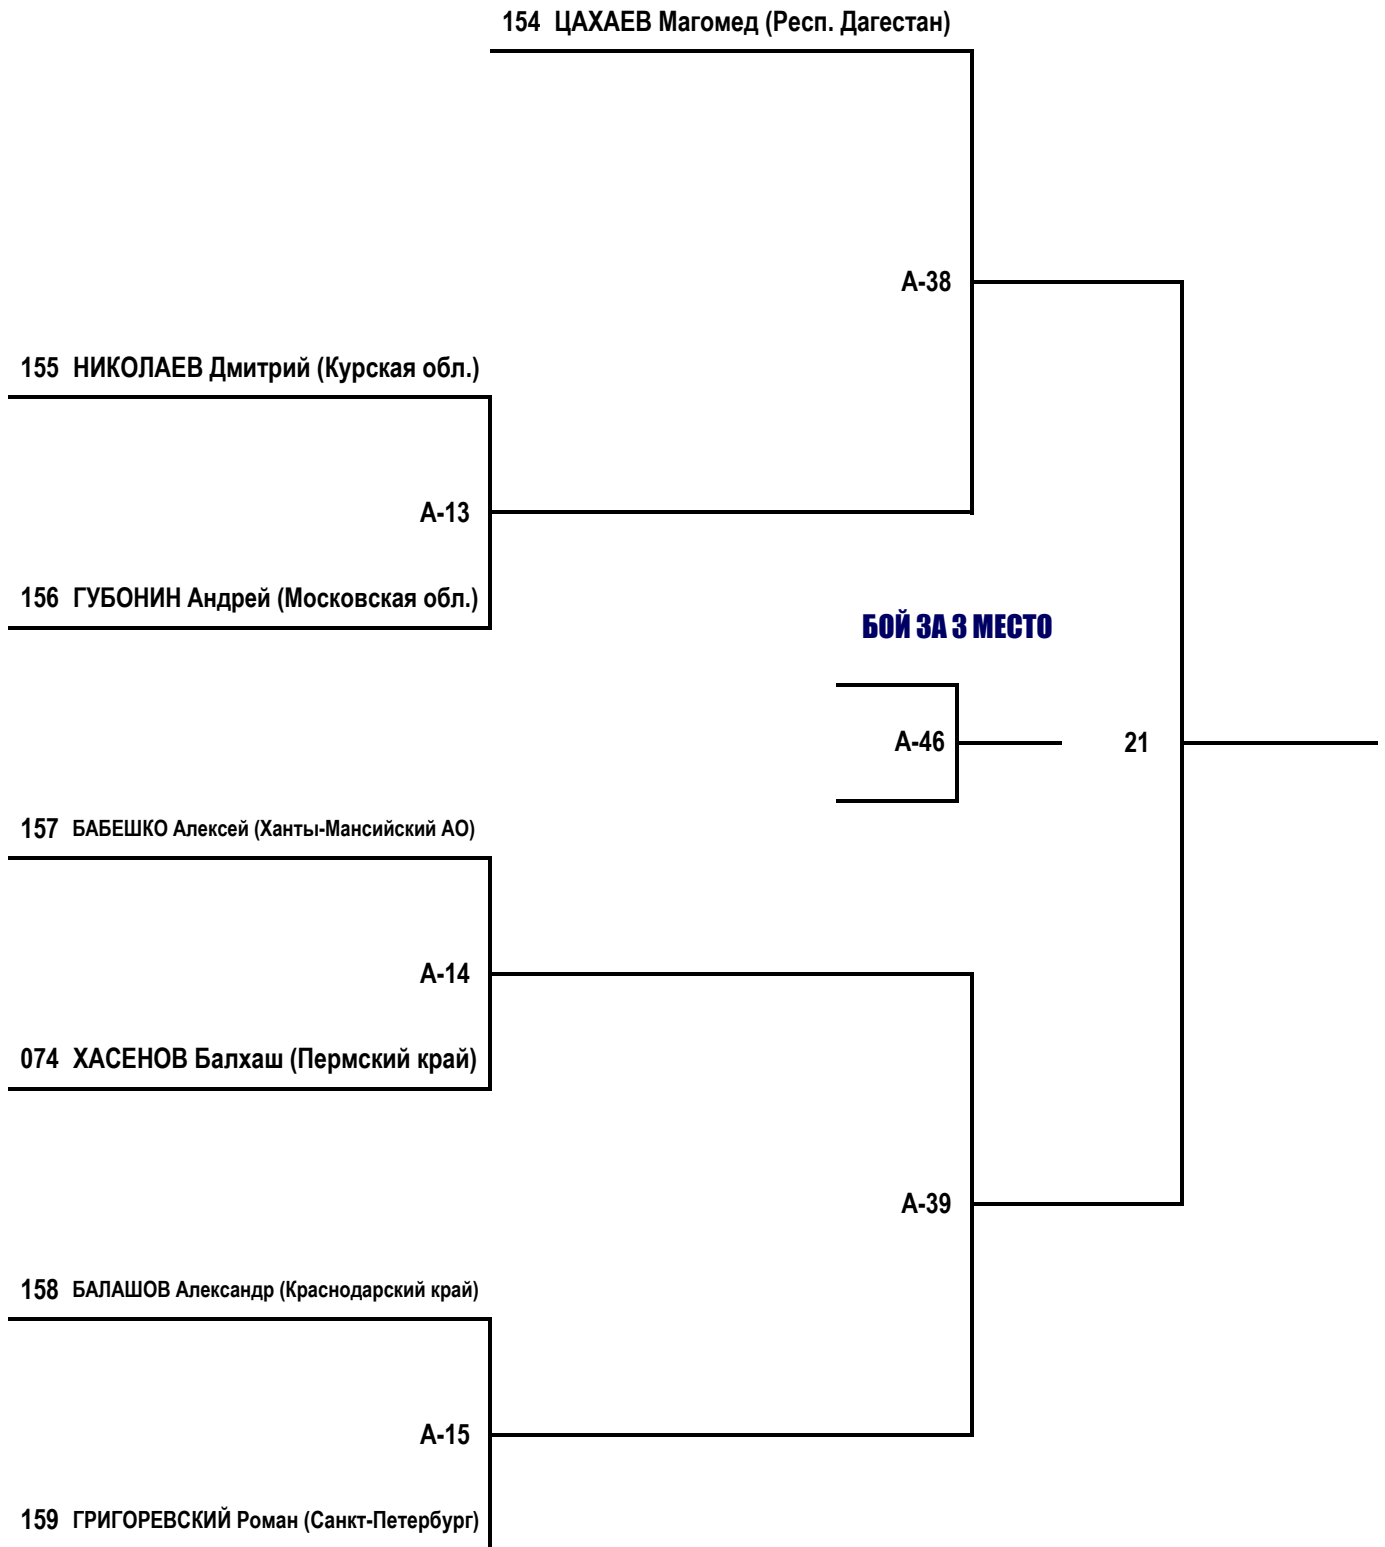 154 ЦАХАЕВ Магомед (Респ. Дагестан)
А-38
155 НИКОЛАЕВ Дмитрий (Курская обл.)
А-13
156 ГУБОНИН Андрей (Московская обл.)
БОЙ ЗА 3 МЕСТО
А-46
21
157 БАБЕШКО Алексей (Ханты-Мансийский АО)
А-14
074 ХАСЕНОВ Балхаш (Пермский край)
А-39
158 БАЛАШОВ Александр (Краснодарский край)
А-15
159 ГРИГОРЕВСКИЙ Роман (Санкт-Петербург)